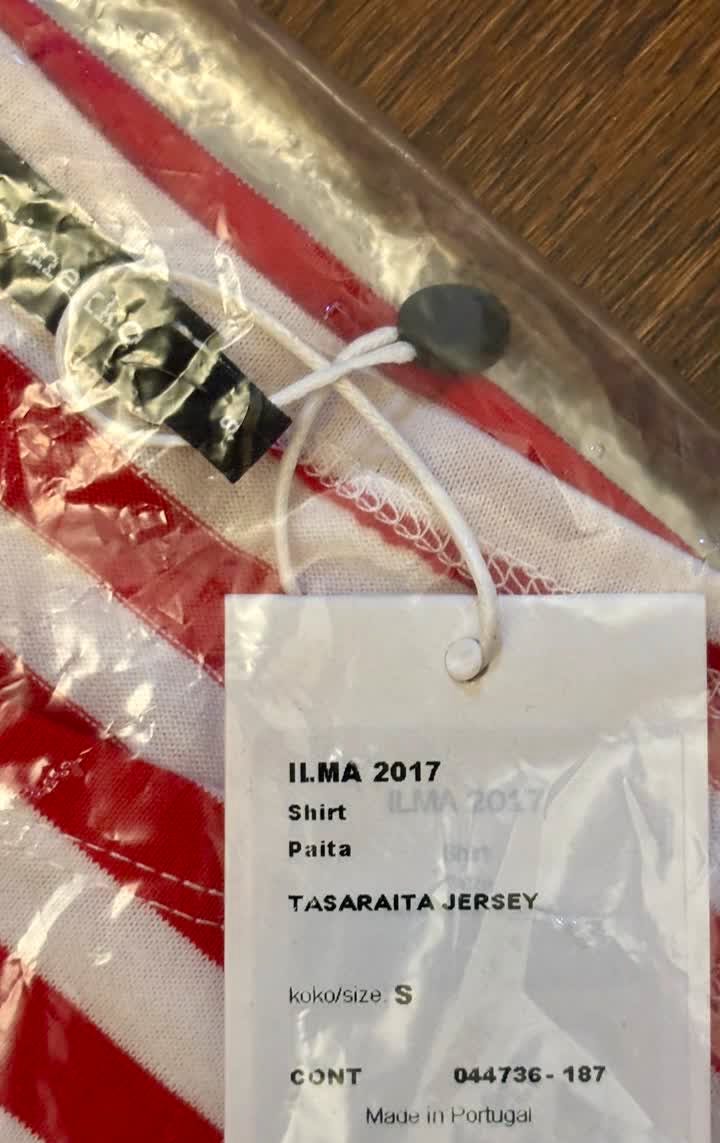 ILMA 2017
Shirt
Paita
TASARAITA JERSEY
koko/size. S
CONT 044736-187
Made in Portugal